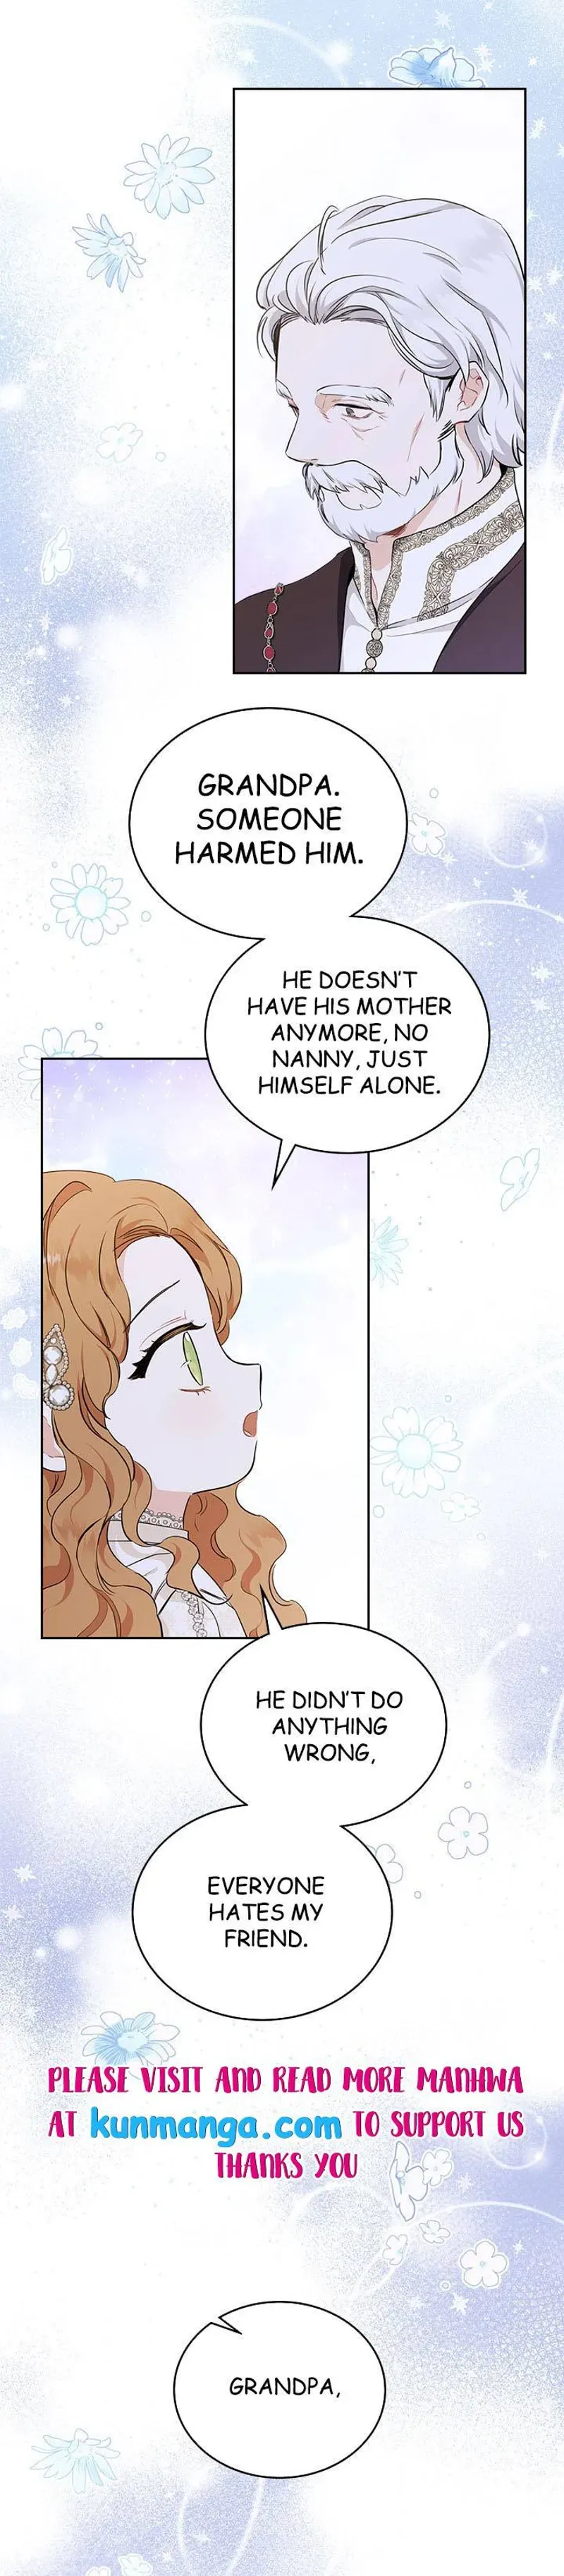 GRANDPA.
SOMEONE
HARMED HIM.
HE DOESN'T
HAVE HIS MOTHER
ANYMORE, NO
NANNY, JUST
HIMSELF ALONE.
HE DIDN'T DO
ANYTHING
WRONG,
EVERYONE
HATES MY
FRIEND.
PLEASE VISIT AND READ MORE MANHWA
AT kunmanga.com TO SUPPORT US
THANKS YOU
GRANDPA,